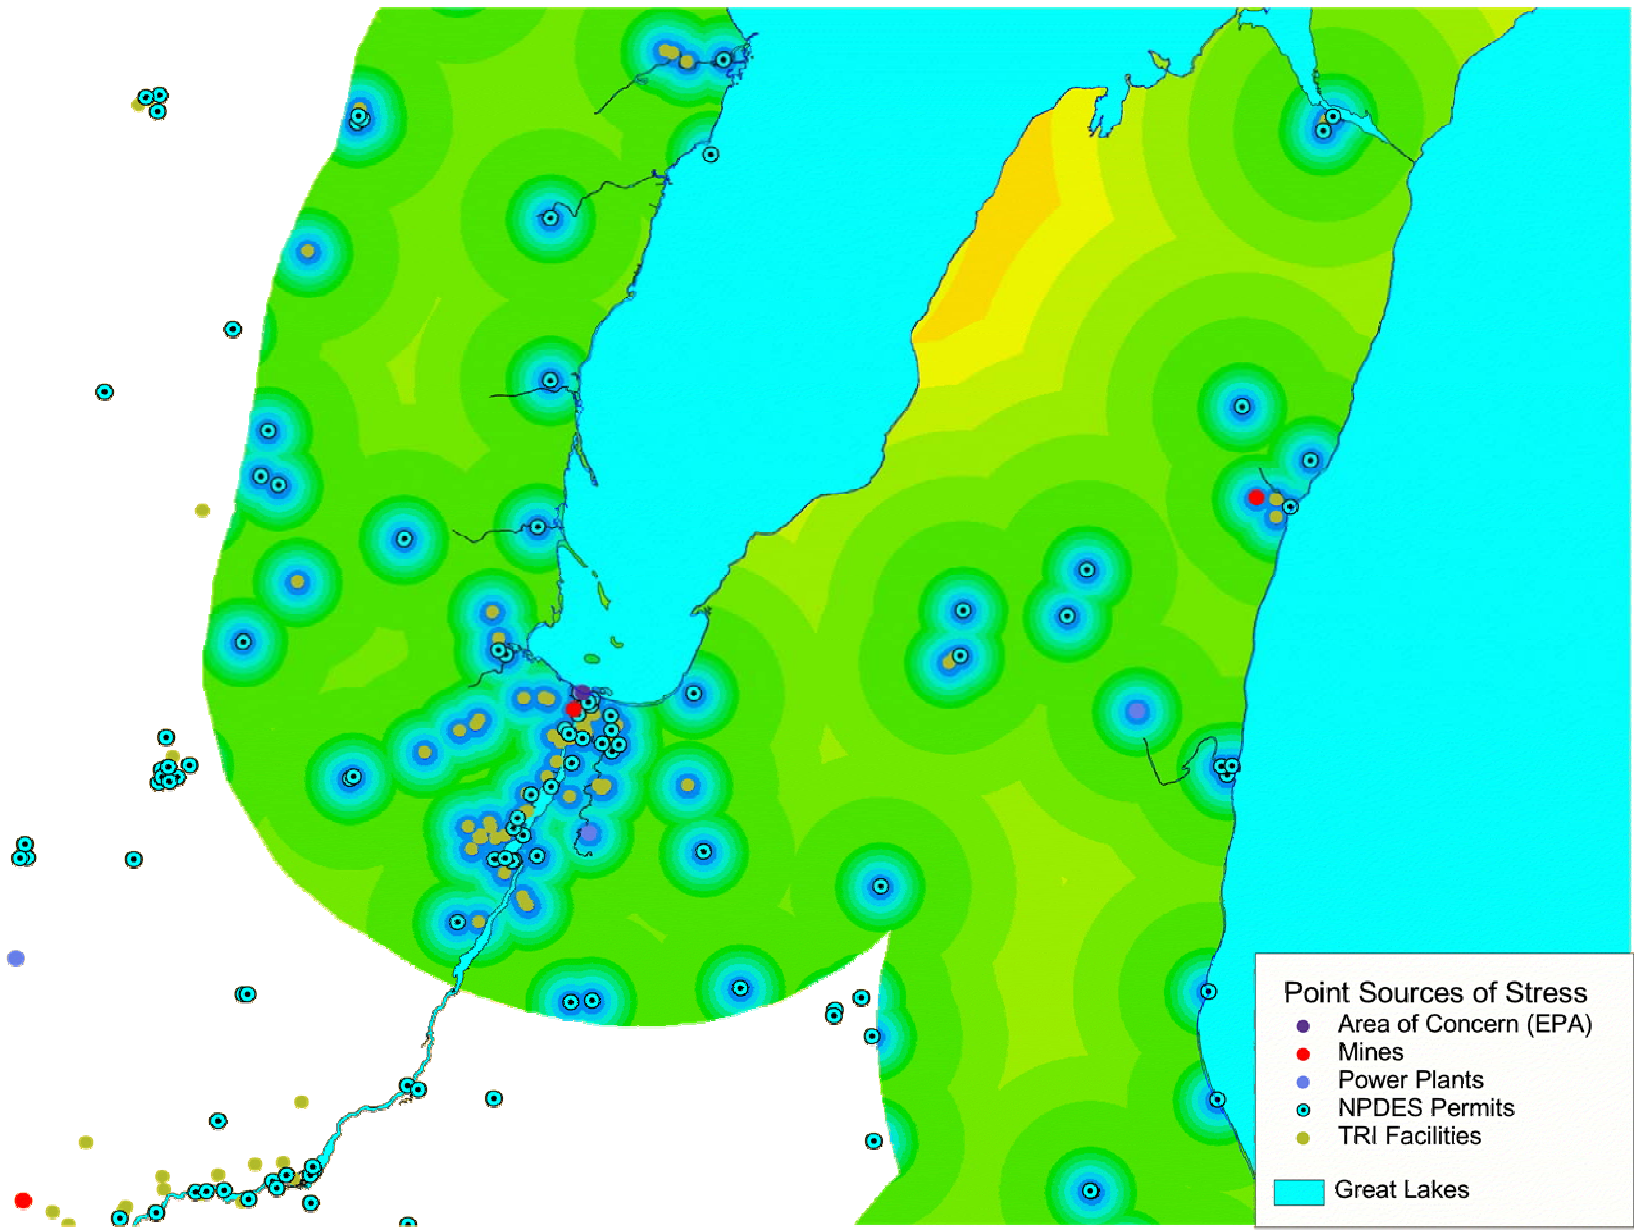 Point Sources of Stress
Area of Concern (EPA)
Mines
Power Plants
NPDES Permits
TRI Facilities
Great Lakes